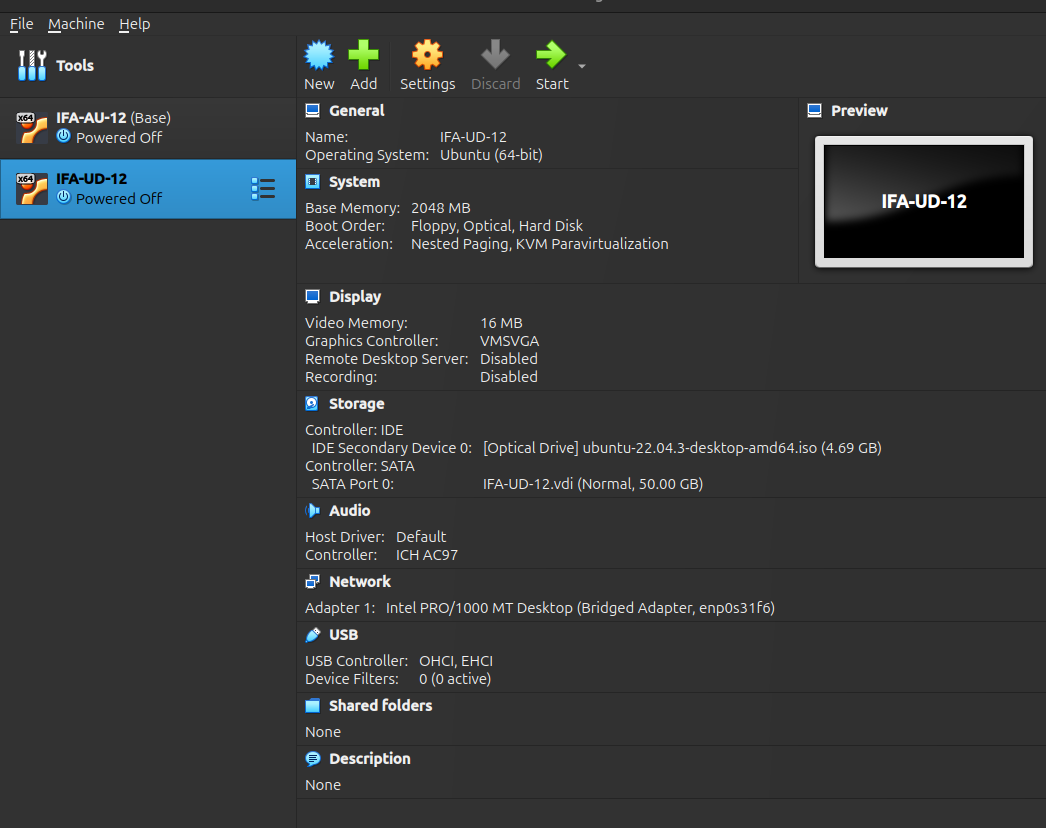 File Machine Help
Tools
New Add Settings Discard Start
x64
IFA-AU-12 (Base)
Powered Off
x64
IFA-UD-12
Powered Off
General
Name: IFA-UD-12
Operating System: Ubuntu (64-bit)
System
Base Memory: 2048 MB
Boot Order: Floppy, Optical, Hard Disk
Acceleration: Nested Paging, KVM Paravirtualization
Preview
IFA-UD-12
Display
Video Memory: 16 MB
Graphics Controller: VMSVGA
Remote Desktop Server: Disabled
Recording: Disabled
Storage
Controller: IDE
IDE Secondary Device 0: [Optical Drive] ubuntu-22.04.3-desktop-amd64.iso (4.69 GB)
Controller: SATA
SATA Port 0: IFA-UD-12.vdi (Normal, 50.00 GB)
Audio
Host Driver: Default
Controller: ICH AC97
Network
Adapter 1: Intel PRO/1000 MT Desktop (Bridged Adapter, enp0s31f6)
USB
USB Controller: OHCI, EHCI
Device Filters: 0 (0 active)
Shared folders
None
Description
None